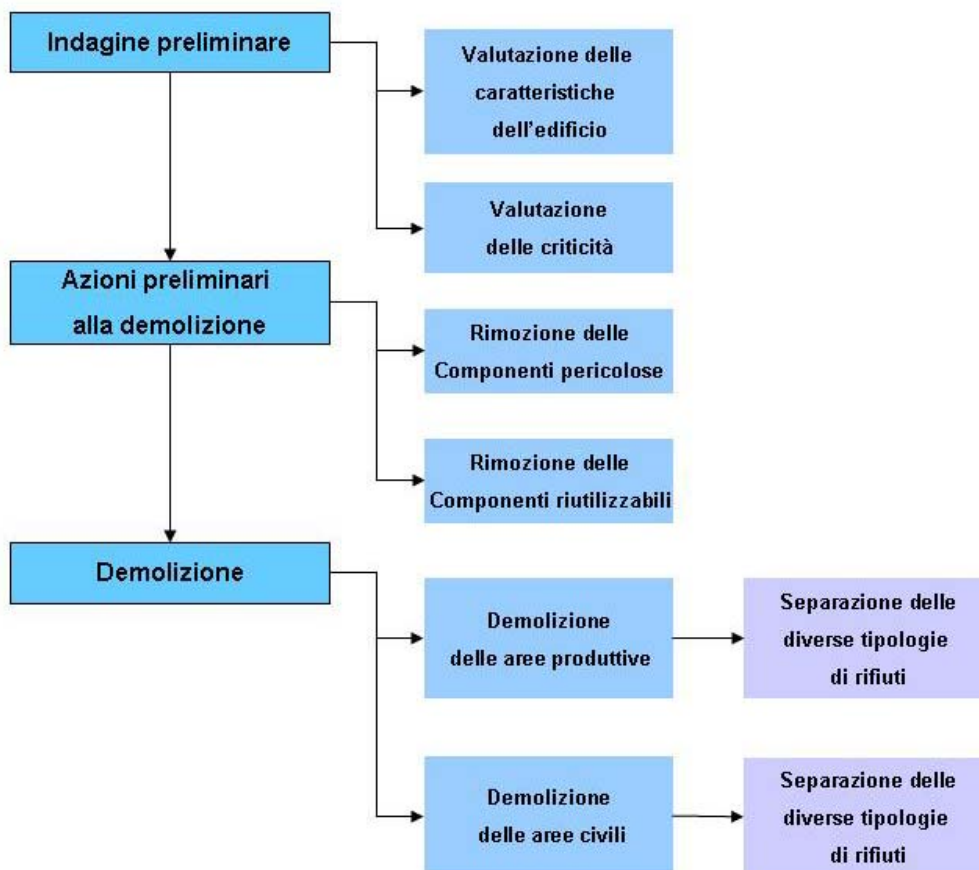 Indagine preliminare
Valutazione delle
caratteristiche
dell'edificio
Valutazione
delle criticità
Azioni preliminari
alla demolizione
Rimozione delle
Componenti pericolose
Rimozione delle
Componenti riutilizzabili
Demolizione
Demolizione
delle aree produttive
Separazione delle
diverse tipologie
di rifiuti
Demolizione
delle aree civili
Separazione delle
diverse tipologie
di rifiuti